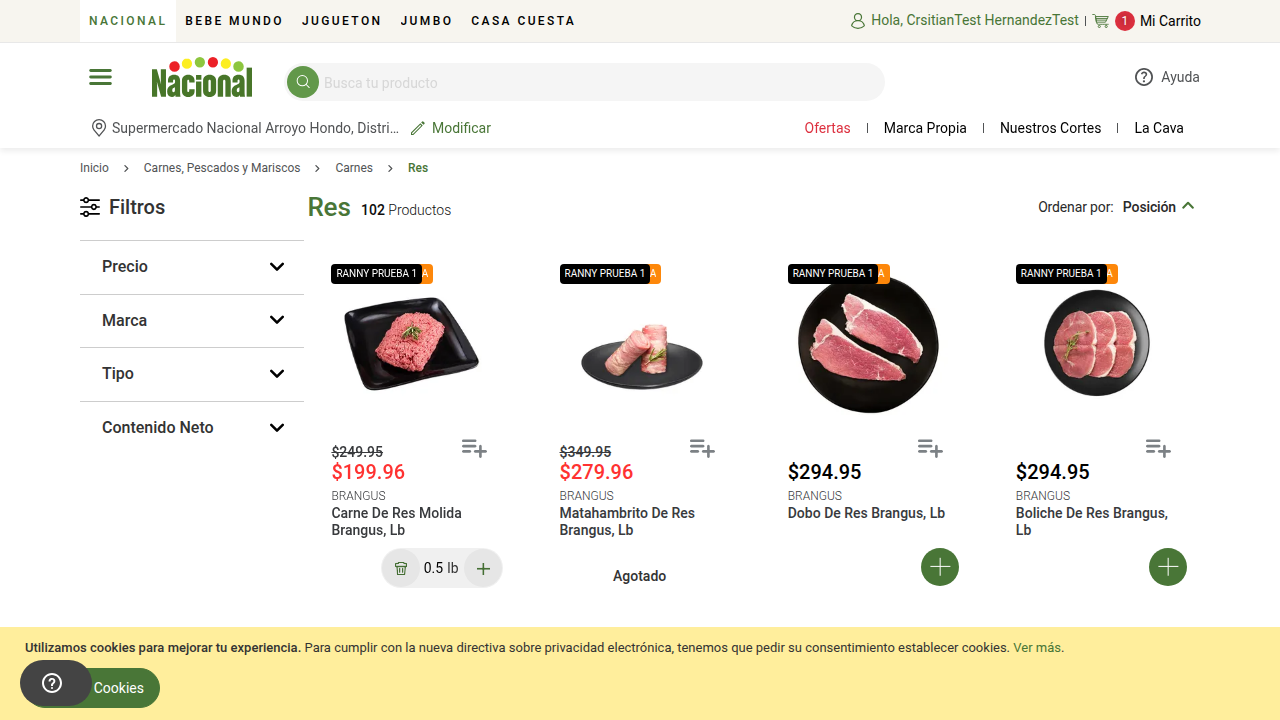 NACIONAL BEBE MUNDO JUGUETON JUMBO CASA CUESTA
Hola, CrsitianTest HernandezTest 1 Mi Carrito
Nacional
Busca tu producto
Ayuda
Supermercado Nacional Arroyo Hondo, Distri... Modificar
Ofertas Marca Propia Nuestros Cortes La Cava
Inicio Carnes, Pescados y Mariscos Carnes Res
Filtros
Res 102 Productos
Ordenar por: Posición
Precio
Marca
Tipo
Contenido Neto
RANNY PRUEBA 1 A
$249.95
$199.96
BRANGUS
Carne De Res Molida
Brangus, Lb
0.5 lb
RANNY PRUEBA 1 A
$349.95
$279.96
BRANGUS
Matahambrito De Res
Brangus, Lb
Agotado
RANNY PRUEBA 1 A
$294.95
BRANGUS
Dobo De Res Brangus, Lb
RANNY PRUEBA 1 A
$294.95
BRANGUS
Boliche De Res Brangus,
Lb
Utilizamos cookies para mejorar tu experiencia. Para cumplir con la nueva directiva sobre privacidad electrónica, tenemos que pedir su consentimiento establecer cookies. Ver más.
Cookies